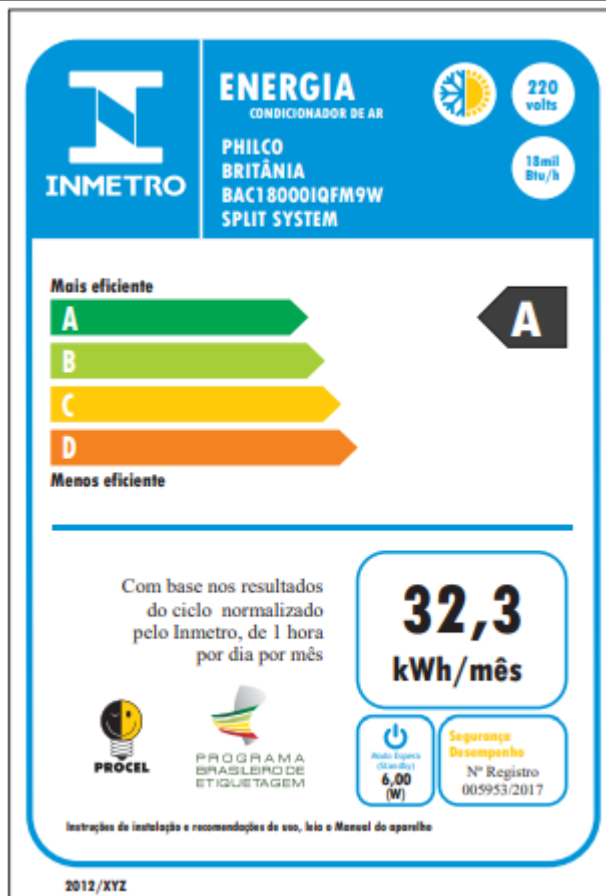 INMETRO
ENERGIA
CONDICIONADOR DE AR
220
volts
PHILCO
BRITÂNIA
BAC18000IQFM9W
SPLIT SYSTEM
18mil
Btu/h
Mais eficiente
A
A
B
C
D
Menos eficiente
Com base nos resultados
do ciclo normalizado
pelo Inmetro, de 1 hora
por dia por mês
32,3
kWh/mês
PROCEL
PROGRAMA
BRASILEIRO DE
ETIQUETAGEM
Modo Espera
(Standby)
6,00
(W)
Segurança
Desempenho
Nº Registro
005953/2017
Instruções de instalação e recomendações de uso, leia o Manual do aparelho
2012/XYZ